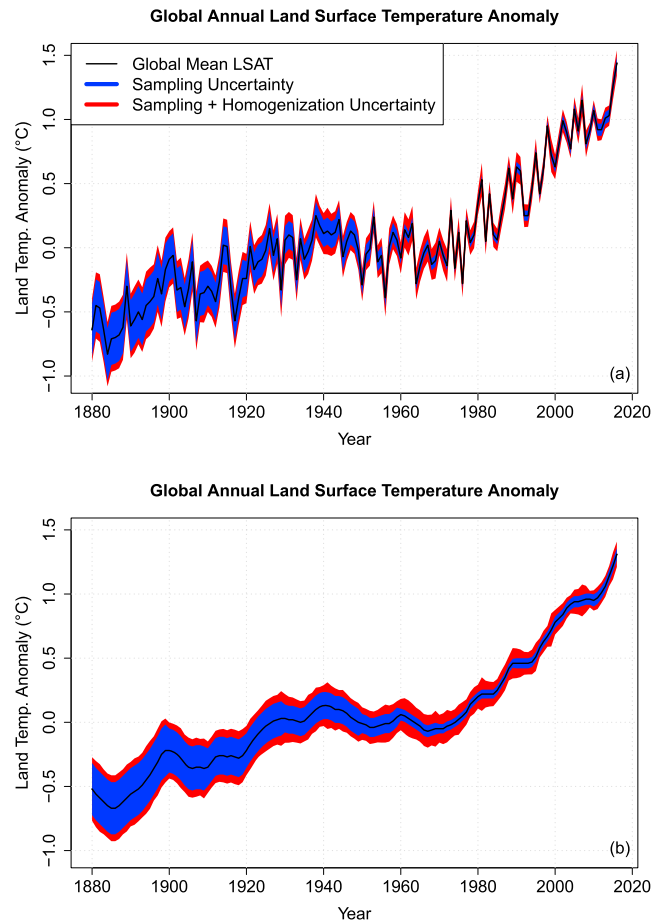 Global Annual Land Surface Temperature Anomaly
Global Mean LSAT
Sampling Uncertainty
Sampling + Homogenization Uncertainty
Land Temp. Anomaly (°C)
1.5
1.0
0.5
0.0
−0.5
−1.0
(a)
1880 1900 1920 1940 1960 1980 2000 2020
Year
Global Annual Land Surface Temperature Anomaly
Land Temp. Anomaly (°C)
1.5
1.0
0.5
0.0
−0.5
−1.0
(b)
1880 1900 1920 1940 1960 1980 2000 2020
Year